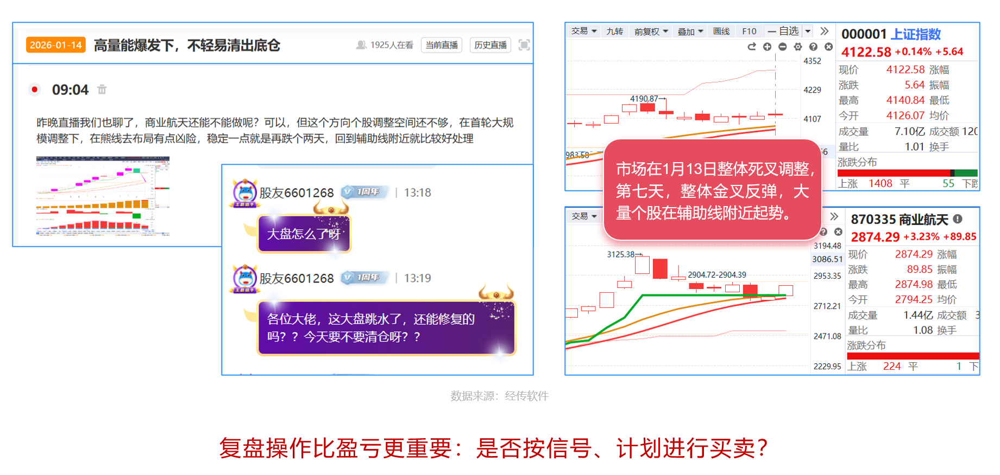 2026-01-14 高量能爆发下，不轻易清出底仓 1925人在看 当前直播 历史直播
09:04
昨晚直播我们也聊了，商业航天还能不能做呢？可以，但这个方向个股调整空间还不够，在首轮大规
模调整下，在熊线去布局有点凶险，稳定一点就是再跌个两天，回到辅助线附近就比较好处理
股友6601268 1周年 | 13:18
大盘怎么了呀
股友6601268 1周年 | 13:19
各位大佬，这大盘跳水了，还能修复的
吗？？今天要不要清仓呀？？
交易 九转 前复权 叠加 画线 F10 自选
4352
4229
4190.87
4107
983.58
000001 上证指数
4122.58 +0.14% +5.64
现价 4122.58 涨幅
涨跌 5.64 振幅
最高 4140.84 最低
今开 4126.07 均价
成交量 7.10亿 成交额 120
量比 1.01 换手
涨跌分布
上涨 1408 平 55 下跌
市场在1月13日整体死叉调整，
第七天，整体金叉反弹，大
量个股在辅助线附近起势。
交易
3125.38
2904.72-2904.39
3194.48
3086.51
2953.35
2712.21
2471.08
2229.95
870335 商业航天
2874.29 +3.23% +89.85
现价 2874.29 涨幅
涨跌 89.85 振幅
最高 2874.98 最低
今开 2794.25 均价
成交量 1.44亿 成交额 3
量比 1.08 换手
涨跌分布
上涨 224 平 1 下
数据来源：经传软件
复盘操作比盈亏更重要：是否按信号、计划进行买卖？